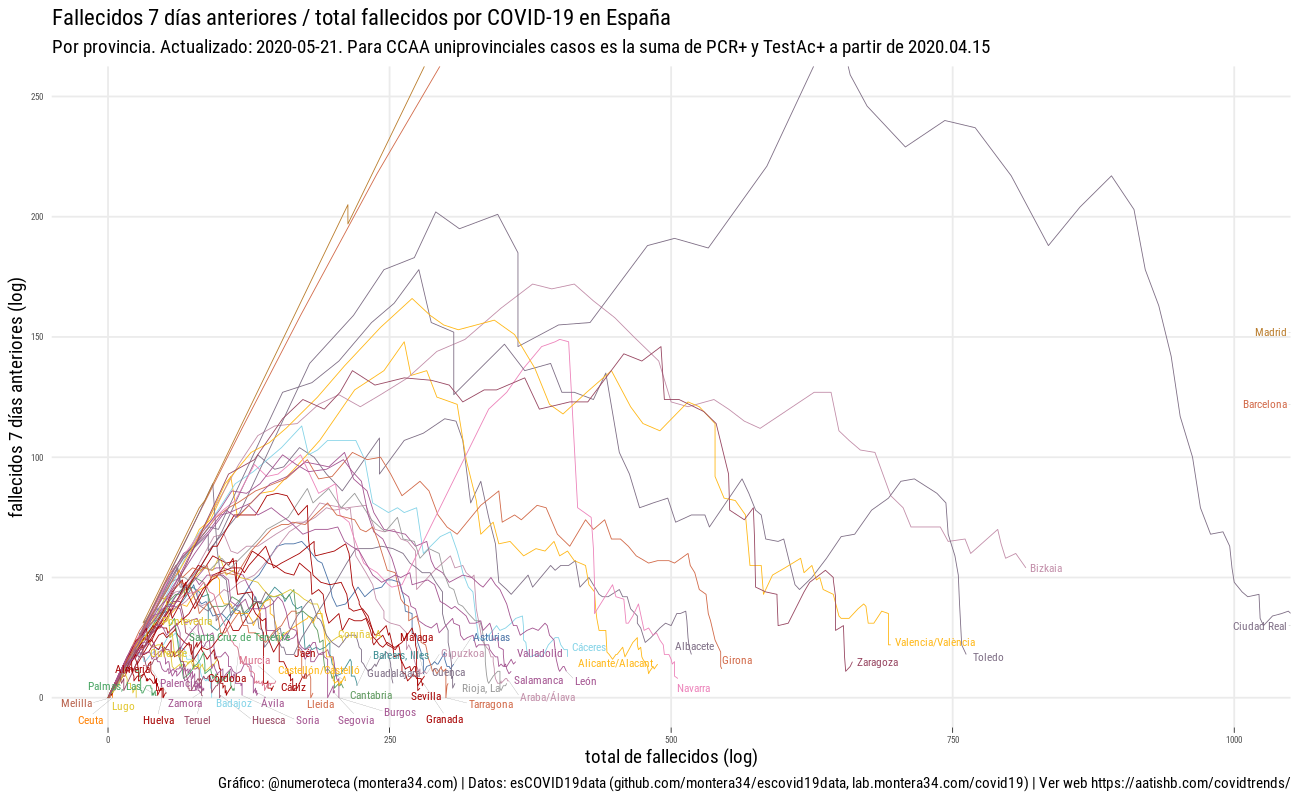 Fallecidos 7 días anteriores / total fallecidos por COVID-19 en España
Por provincia. Actualizado: 2020-05-21. Para CCAA uniprovinciales casos es la suma de PCR+ y TestAc+ a partir de 2020.04.15
fallecidos 7 días anteriores (log)
250
200
150
100
50
0
Madrid
Barcelona
Bizkaia
Ciudad Real
Pontevedra
Santa Cruz de Tenerife
Coruña
Málaga
Asturias
Albacete
Valencia/València
Toledo
Jaén
Balears, Illes
Gipuzkoa
Valladolid
Cáceres
Murcia
Girona
Zaragoza
Almería
Castellón/Castelló
Guadalajara
Cuenca
Alicante/Alacant
Palmas, Las
Palencia
Córdoba
Cádiz
Rioja, La
Salamanca
León
Navarra
Melilla
Lugo
Zamora
Badajoz
Ávila
Lleida
Cantabria
Sevilla
Tarragona
Araba/Álava
Ceuta
Huelva
Teruel
Huesca
Soria
Segovia
Burgos
Granada
0
250
500
750
1000
total de fallecidos (log)
Gráfico: @numeroteca (montera34.com) | Datos: esCOVID19data (github.com/montera34/escovid19data, lab.montera34.com/covid19) | Ver web https://aatishb.com/covidtrends/